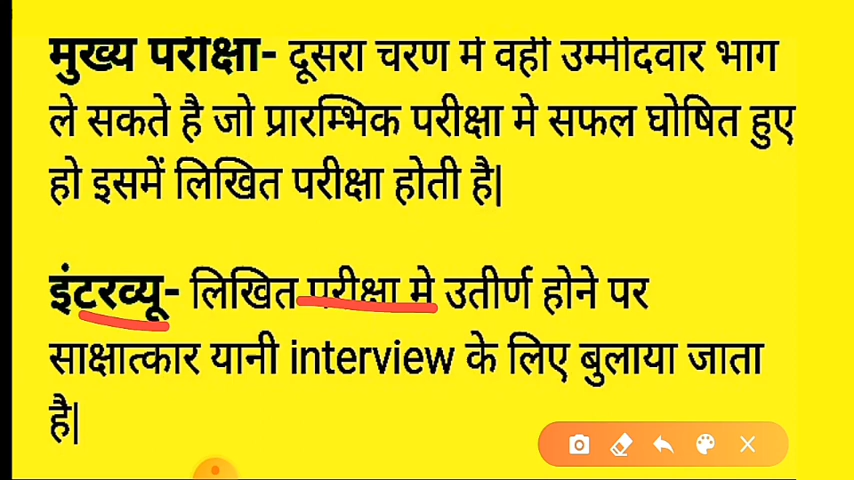 मुख्य परीक्षा- दूसरा चरण मे वही उम्मीदवार भाग
ले सकते है जो प्रारम्भिक परीक्षा मे सफल घोषित हुए
हो इसमें लिखित परीक्षा होती है|
इंटरव्यू- लिखित परीक्षा मे उतीर्ण होने पर
साक्षात्कार यानी interview के लिए बुलाया जाता
है|